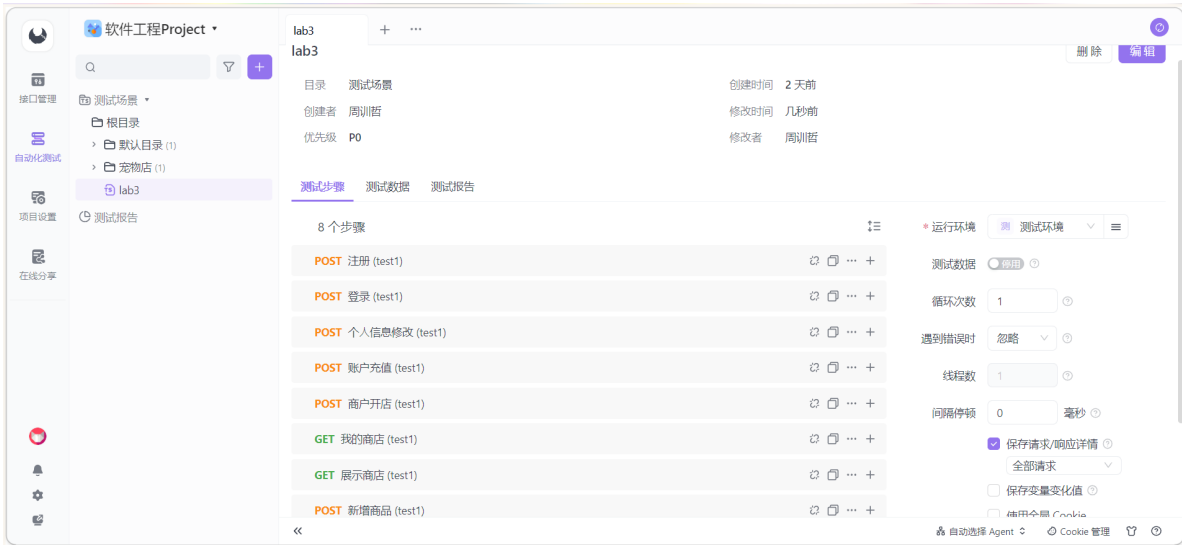 软件工程Project
lab3
lab3
删除
编辑
接口管理
自动化测试
项目设置
在线分享
测试场景
根目录
默认目录 (1)
宠物店 (1)
lab3
测试报告
目录 测试场景
创建时间 2 天前
创建者 周训哲
修改时间 几秒前
优先级 P0
修改者 周训哲
测试步骤 测试数据 测试报告
8 个步骤
POST 注册 (test1)
POST 登录 (test1)
POST 个人信息修改 (test1)
POST 账户充值 (test1)
POST 商户开店 (test1)
GET 我的商店 (test1)
GET 展示商店 (test1)
POST 新增商品 (test1)
* 运行环境 测 测试环境
测试数据 停用
循环次数 1
遇到错误时 忽略
线程数 1
间隔停顿 0 毫秒
保存请求/响应详情
全部请求
保存变量变化值
使用全局 Cookie
自动选择 Agent
Cookie 管理